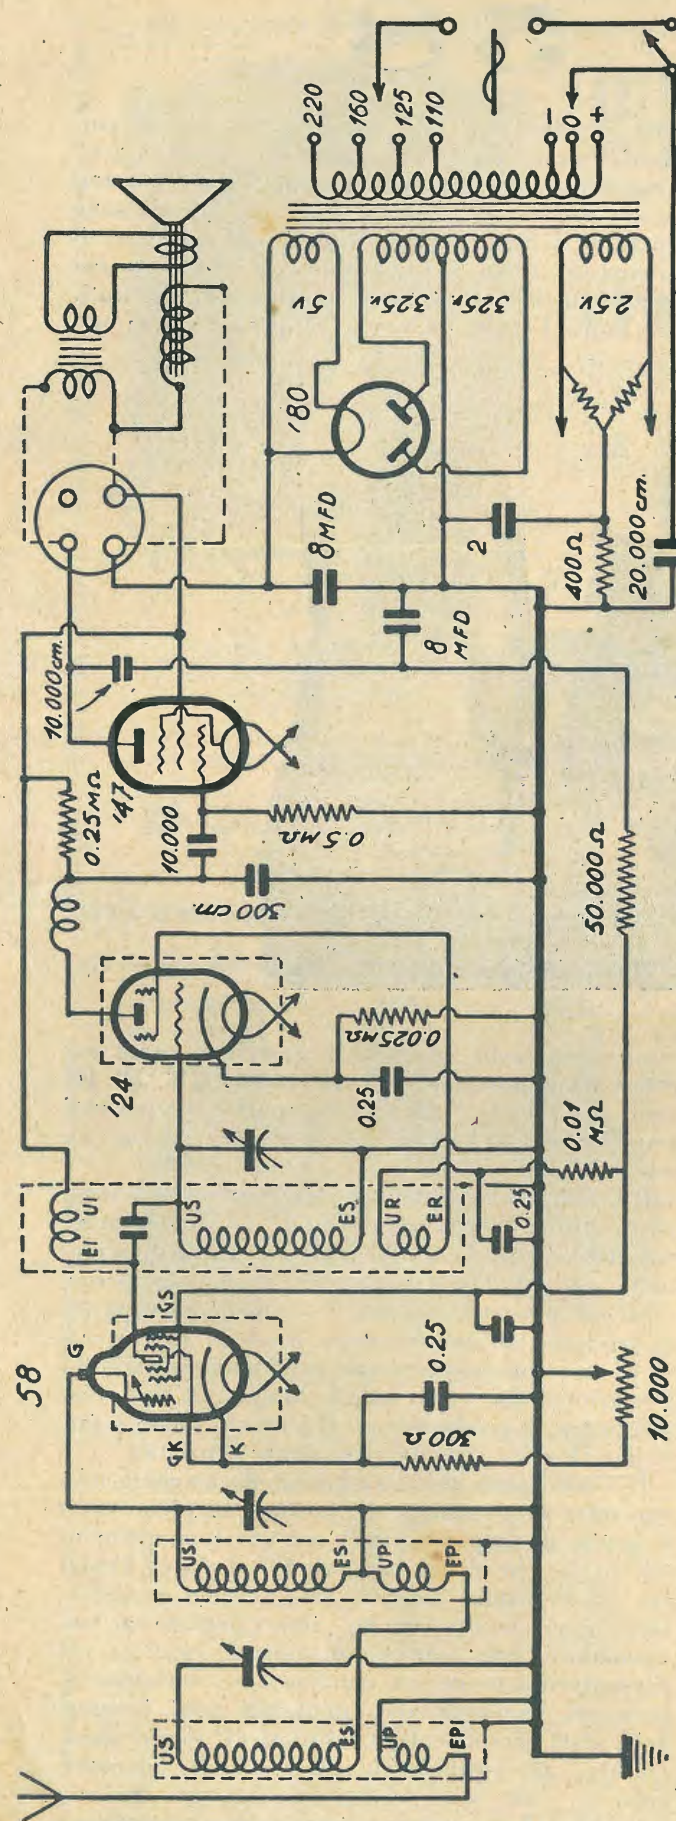 220
160
125
110
-
0
+
5v
325v.
325v.
2.5v.
'80
8 MFD
2
400Ω
20.000 cm.
8
MFD
10.000 cm.
'47
0.25 MΩ
10.000
0.5 MΩ
300 cm.
50.000 Ω
'24
0.025 MΩ
0.25
0.01
MΩ
UI
EI
US
ES
UR
ER
0.25
58
G
GS
GK
K
0.25
300 Ω
10.000
US
ES
UP
EP
US
ES
UP
EP